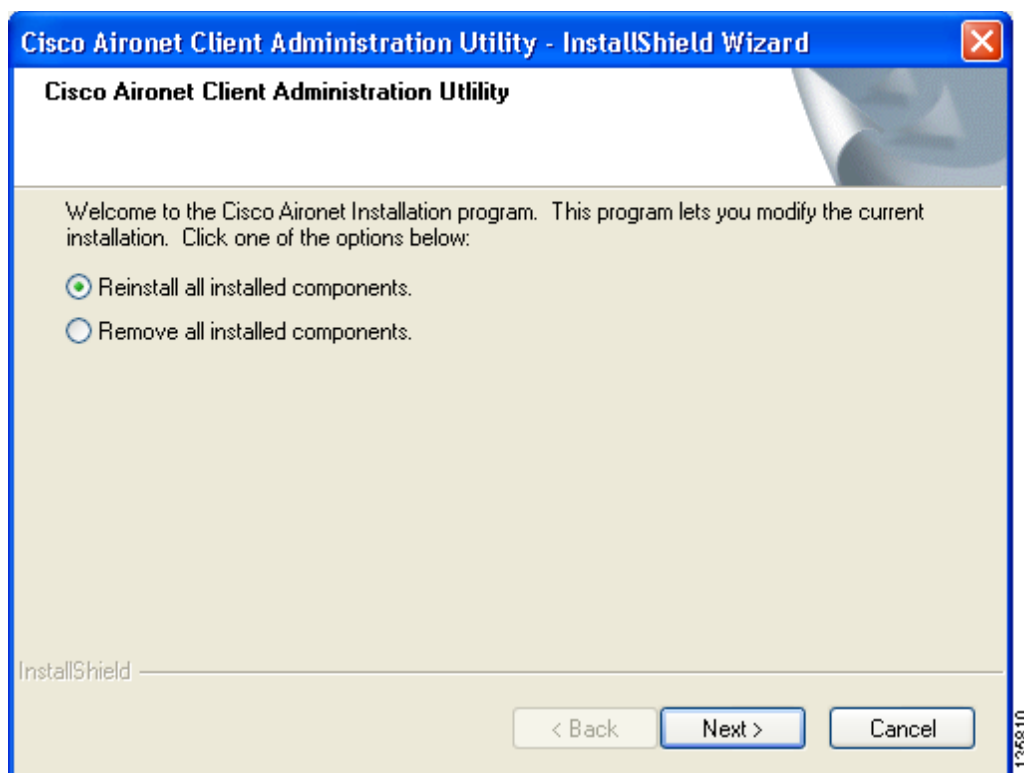 Cisco Aironet Client Administration Utility - InstallShield Wizard
Cisco Aironet Client Administration Utlility
Welcome to the Cisco Aironet Installation program. This program lets you modify the current
installation. Click one of the options below:
Reinstall all installed components.
Remove all installed components.
InstallShield
< Back
Next >
Cancel
135810